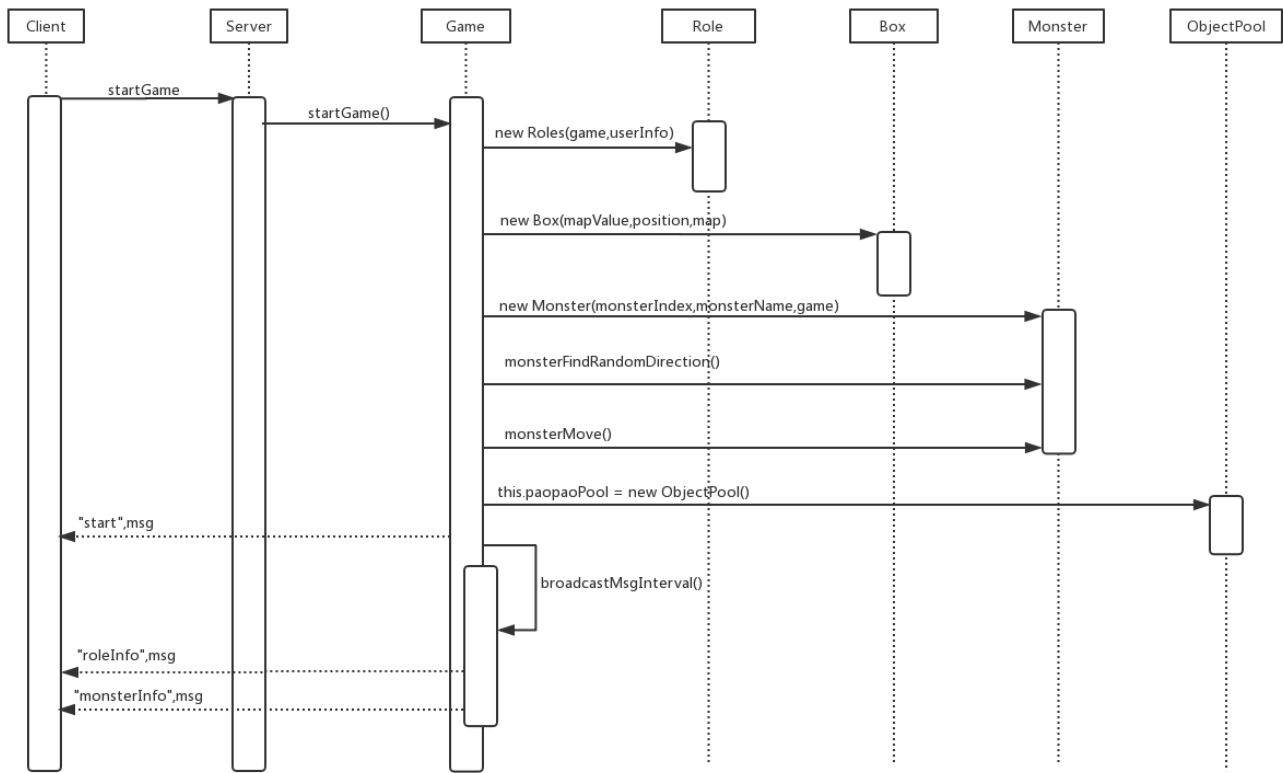 Client
Server
Game
Role
Box
Monster
ObjectPool
startGame
startGame()
new Roles(game,userInfo)
new Box(mapValue,position,map)
new Monster(monsterIndex,monsterName,game)
monsterFindRandomDirection()
monsterMove()
this.paopaoPool = new ObjectPool()
"start",msg
broadcastMsgInterval()
"roleInfo",msg
"monsterInfo",msg